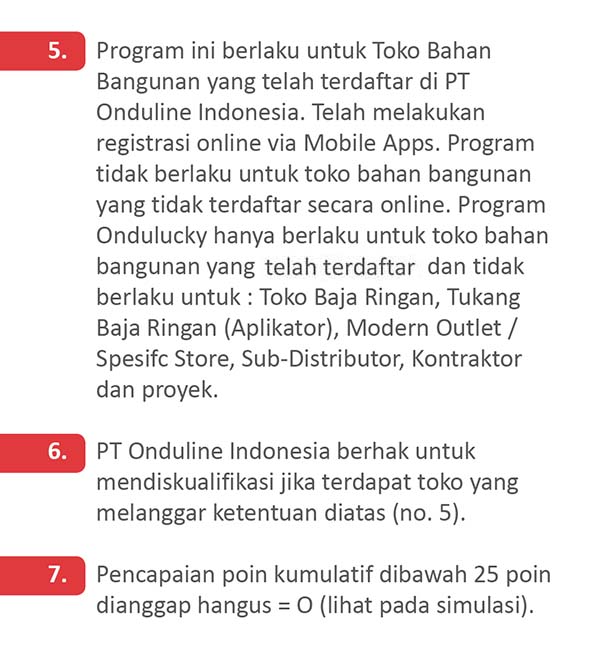 5. Program ini berlaku untuk Toko Bahan
Bangunan yang telah terdaftar di PT
Onduline Indonesia. Telah melakukan
registrasi online via Mobile Apps. Program
tidak berlaku untuk toko bahan bangunan
yang tidak terdaftar secara online. Program
Ondulucky hanya berlaku untuk toko bahan
bangunan yang telah terdaftar dan tidak
berlaku untuk : Toko Baja Ringan, Tukang
Baja Ringan (Aplikator), Modern Outlet /
Spesifc Store, Sub-Distributor, Kontraktor
dan proyek.
6. PT Onduline Indonesia berhak untuk
mendiskualifikasi jika terdapat toko yang
melanggar ketentuan diatas (no. 5).
7. Pencapaian poin kumulatif dibawah 25 poin
dianggap hangus = O (lihat pada simulasi).